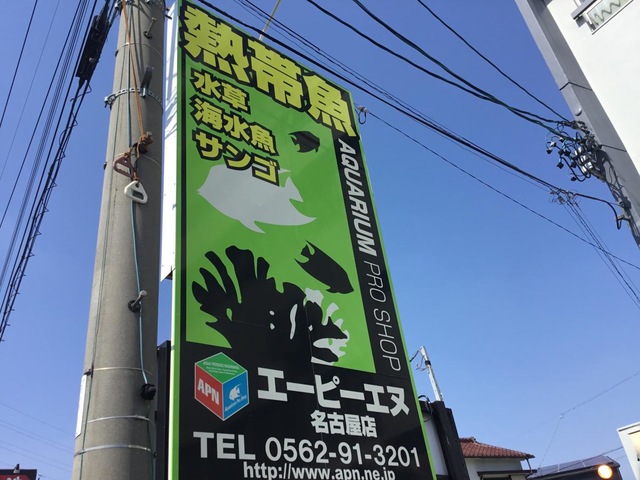 熱帯魚
水草
海水魚
サンゴ
AQUARIUM PRO SHOP
APN
エーピーエヌ
名古屋店
TEL 0562-91-3201
http://www.apn.ne.jp